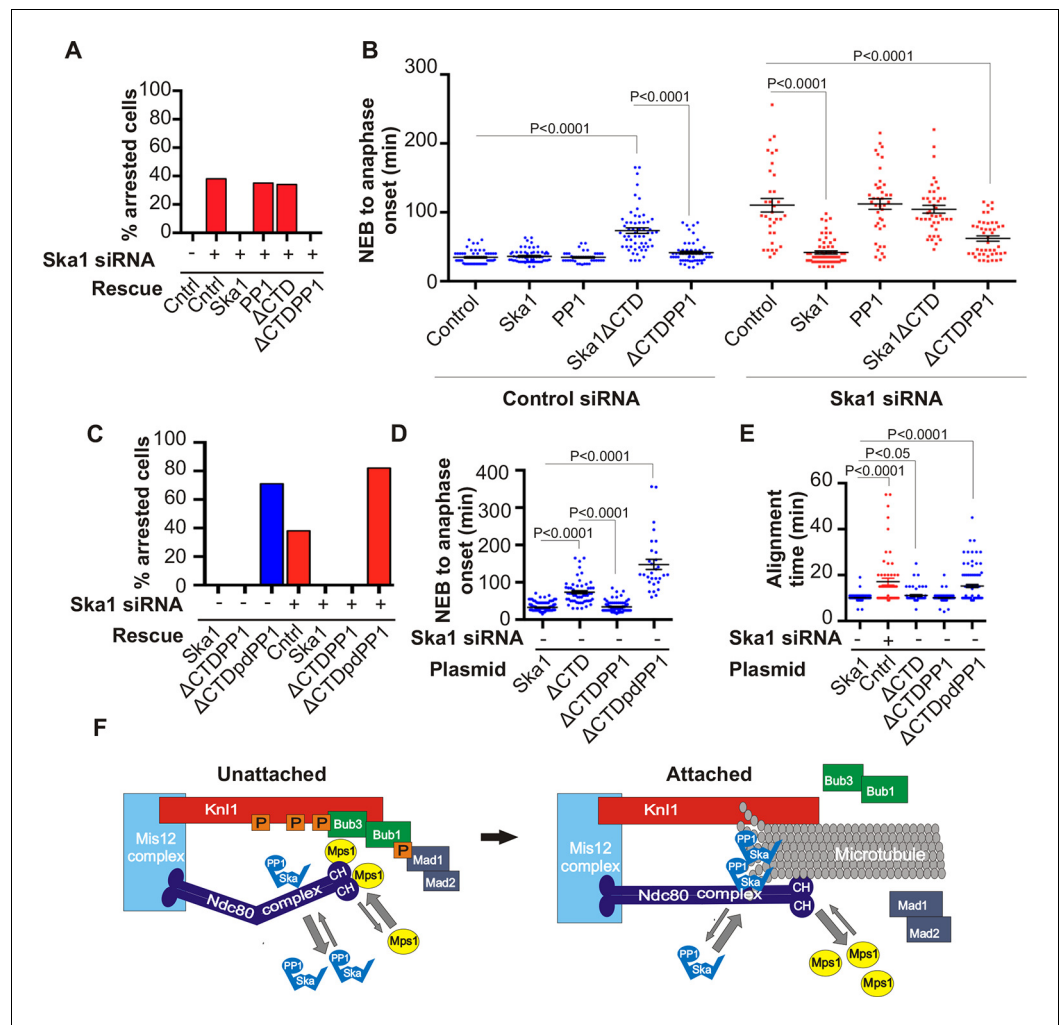 A
% arrested cells
100
80
60
40
20
0
Ska1 siRNA
- + + + + +
Rescue
Cntrl
Cntrl
Ska1
PP1
ΔCTD
ΔCTDPP1
B
NEB to anaphase
onset (min)
300
200
100
0
P<0.0001
P<0.0001
P<0.0001
P<0.0001
Control
Ska1
PP1
Ska1ΔCTD
ΔCTDPP1
Control
Ska1
PP1
Ska1ΔCTD
ΔCTDPP1
Control siRNA
Ska1 siRNA
C
% arrested cells
100
80
60
40
20
0
Ska1 siRNA
- - - + + + +
Rescue
Ska1
ΔCTDPP1
ΔCTDpdPP1
Cntrl
Ska1
ΔCTDPP1
ΔCTDpdPP1
D
NEB to anaphase
onset (min)
400
300
200
100
0
P<0.0001
P<0.0001
P<0.0001
Ska1 siRNA
- - - -
Plasmid
Ska1
ΔCTD
ΔCTDPP1
ΔCTDpdPP1
E
Alignment
time (min)
60
40
20
0
P<0.0001
P<0.05
P<0.0001
Ska1 siRNA
- + - - -
Plasmid
Ska1
Cntrl
ΔCTD
ΔCTDPP1
ΔCTDpdPP1
F
Unattached
Knl1
P
P
P
Bub3
Bub1
P
Mad1
Mad2
Mis12
complex
Mps1
Mps1
PP1
Ska
CH
CH
Ndc80 complex
Mps1
PP1
Ska
PP1
Ska
Attached
Bub3
Bub1
Knl1
Mis12
complex
PP1
Ska
PP1
Ska
Microtubule
Ndc80 complex
CH
CH
Mad1
Mad2
PP1
Ska
Mps1
Mps1
Mps1